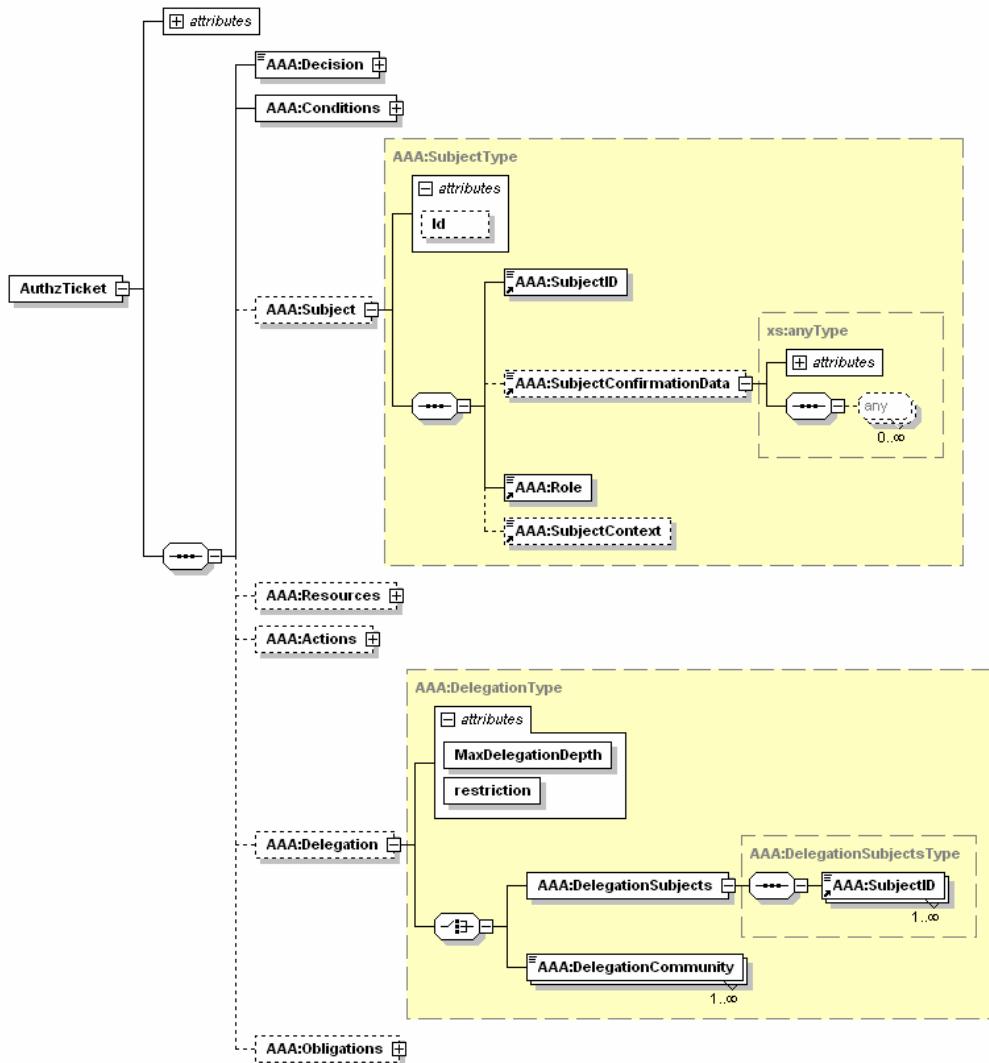 attributes
AAA:Decision
AAA:Conditions
AAA:SubjectType
attributes
Id
AuthzTicket
AAA:Subject
AAA:SubjectID
xs:anyType
attributes
AAA:SubjectConfirmationData
any
0..∞
AAA:Role
AAA:SubjectContext
AAA:Resources
AAA:Actions
AAA:DelegationType
attributes
MaxDelegationDepth
restriction
AAA:Delegation
AAA:DelegationSubjectsType
AAA:DelegationSubjects
AAA:SubjectID
1..∞
AAA:DelegationCommunity
1..∞
AAA:Obligations